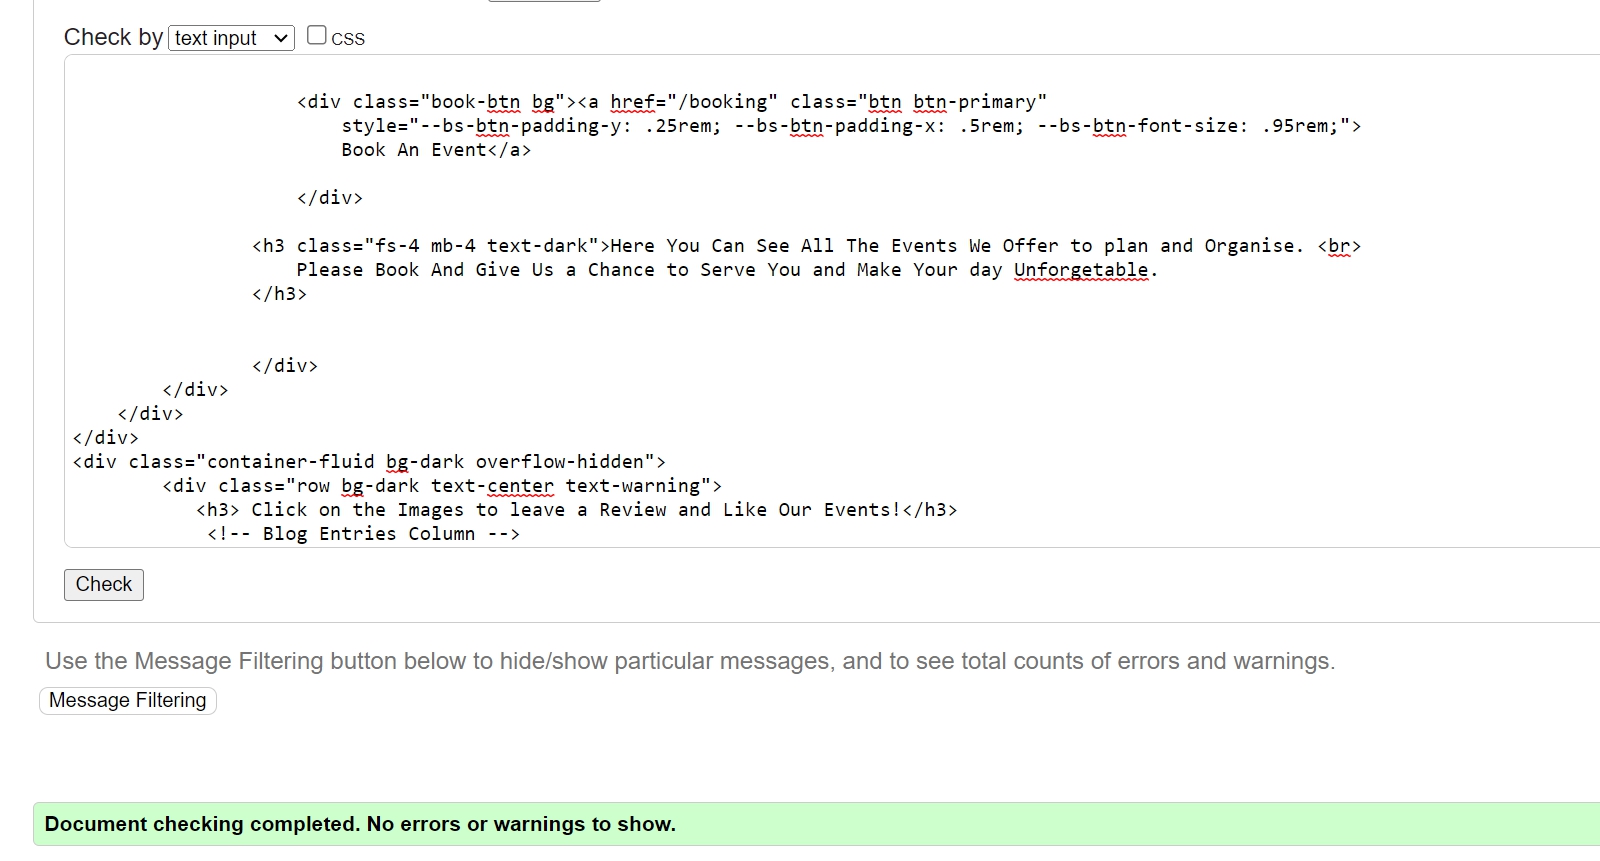 Check by text input CSS
<div class="book-btn bg"><a href="/booking" class="btn btn-primary"
style="--bs-btn-padding-y: .25rem; --bs-btn-padding-x: .5rem; --bs-btn-font-size: .95rem;">
Book An Event</a>
</div>
<h3 class="fs-4 mb-4 text-dark">Here You Can See All The Events We Offer to plan and Organise. <br>
Please Book And Give Us a Chance to Serve You and Make Your day Unforgetable.
</h3>
</div>
</div>
</div>
</div>
<div class="container-fluid bg-dark overflow-hidden">
<div class="row bg-dark text-center text-warning">
<h3> Click on the Images to leave a Review and Like Our Events!</h3>
<!-- Blog Entries Column -->
Check
Use the Message Filtering button below to hide/show particular messages, and to see total counts of errors and warnings.
Message Filtering
Document checking completed. No errors or warnings to show.